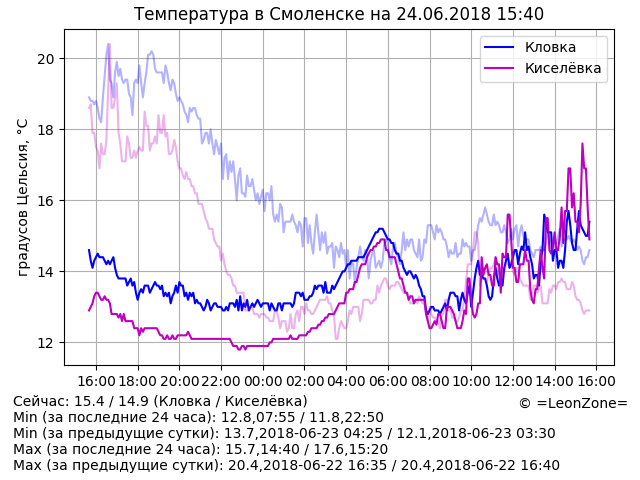 Температура в Смоленске на 24.06.2018 15:40
градусов Цельсия, °C
20
18
16
14
12
Кловка
Киселёвка
16:00 18:00 20:00 22:00 00:00 02:00 04:00 06:00 08:00 10:00 12:00 14:00 16:00
© =LeonZone=
Сейчас: 15.4 / 14.9 (Кловка / Киселёвка)
Min (за последние 24 часа): 12.8,07:55 / 11.8,22:50
Min (за предыдущие сутки): 13.7,2018-06-23 04:25 / 12.1,2018-06-23 03:30
Max (за последние 24 часа): 15.7,14:40 / 17.6,15:20
Max (за предыдущие сутки): 20.4,2018-06-22 16:35 / 20.4,2018-06-22 16:40